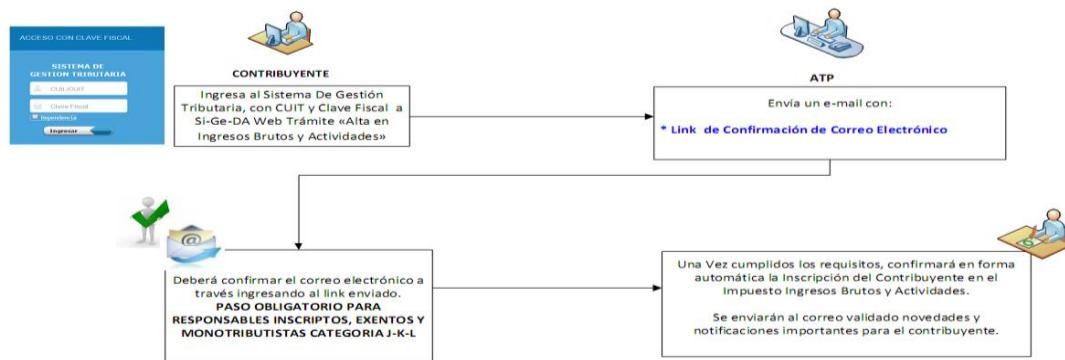 ACCESO CON CLAVE FISCAL
SISTEMA DE
GESTION TRIBUTARIA
CUIL/CUIT
Clave Fiscal
Dependencia
Ingresar
CONTRIBUYENTE
Ingresa al Sistema De Gestión
Tributaria, con CUIT y Clave Fiscal a
Si-Ge-DA Web Trámite «Alta en
Ingresos Brutos y Actividades»
ATP
Envía un e-mail con:
* Link de Confirmación de Correo Electrónico
Deberá confirmar el correo electrónico a
través ingresando al link enviado.
PASO OBLIGATORIO PARA
RESPONSABLES INSCRIPTOS, EXENTOS Y
MONOTRIBUTISTAS CATEGORIA J-K-L
Una Vez cumplidos los requisitos, confirmará en forma
automática la Inscripción del Contribuyente en el
Impuesto Ingresos Brutos y Actividades.
Se enviarán al correo validado novedades y
notificaciones importantes para el contribuyente.